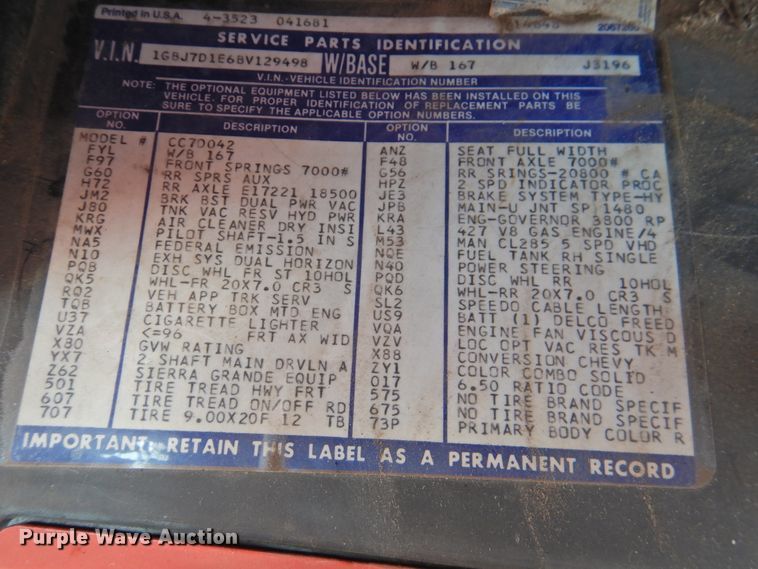 Printed in U.S.A. 4-3523 041681 2067265
SERVICE PARTS IDENTIFICATION
V.I.N. 1GBJ7D1E6BV129498 W/BASE W/B 167 J3196
V.I.N.-VEHICLE IDENTIFICATION NUMBER
NOTE: THE OPTIONAL EQUIPMENT LISTED BELOW HAS BEEN INSTALLED ON THIS
VEHICLE. FOR PROPER IDENTIFICATION OF REPLACEMENT PARTS BE
SURE TO SPECIFY THE APPLICABLE OPTION NUMBERS.
OPTION NO. DESCRIPTION OPTION NO. DESCRIPTION
MODEL # CC7D042 ANZ SEAT FULL WIDTH
FYL W/B 167 F48 FRONT AXLE 7000#
F97 FRONT SPRINGS 7000# G56 RR SRINGS-20800 # CA
G60 RR SPRS AUX HPZ 2 SPD INDICATOR PROC
H72 RR AXLE E17221 18500 JE3 BRAKE SYSTEM TYPE-HY
JM2 BRK BST DUAL PWR VAC JPB MAIN-U JNT SP 1480
J80 TNK VAC RESV HYD PWR KRA ENG-GOVERNOR 3800 RP
KRG AIR CLEANER DRY INSI L43 427 V8 GAS ENGINE/4
MWX PILOT SHAFT-1.5 IN S M53 MAN CL285 5 SPD VHD
NA5 FEDERAL EMISSION NQE FUEL TANK RH SINGLE
N10 EXH SYS DUAL HORIZON N40 POWER STEERING
PQB DISC WHL FR ST 10HOL PQD DISC WHL RR 10HOL
QK5 WHL-FR 20X7.0 CR3 S QK6 WHL-RR 20X7.0 CR3 S
RQ2 VEH APP TRK SERV SL2 SPEEDO CABLE LENGTH
TCB BATTERY BOX MTD ENG US9 BATT (1) DELCO FREED
U37 CIGARETTE LIGHTER VQA ENGINE FAN VISCOUS D
VZA <=96 FRT AX WID VZV LOC OPT VAC RES TK M
X80 GVW RATING X88 CONVERSION CHEVY
YX7 2 SHAFT MAIN DRVLN A ZY1 COLOR COMBO SOLID
Z62 SIERRA GRANDE EQUIP 017 6.50 RATIO CODE
501 TIRE TREAD HWY FRT 575 NO TIRE BRAND SPECIF
607 TIRE TREAD ON/OFF RD 675 NO TIRE BRAND SPECIF
707 TIRE 9.00X20F 12 TB 73P PRIMARY BODY COLOR R
IMPORTANT: RETAIN THIS LABEL AS A PERMANENT RECORD
Purple Wave Auction